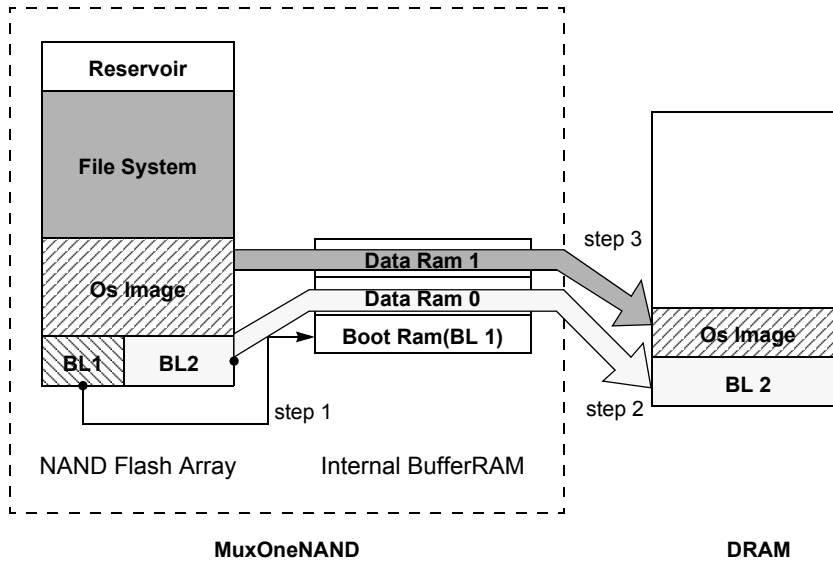 Reservoir
File System
step 3
Data Ram 1
Os Image
Data Ram 0
Os Image
Boot Ram(BL 1)
BL1
BL2
BL 2
step 1
step 2
NAND Flash Array
Internal BufferRAM
MuxOneNAND
DRAM